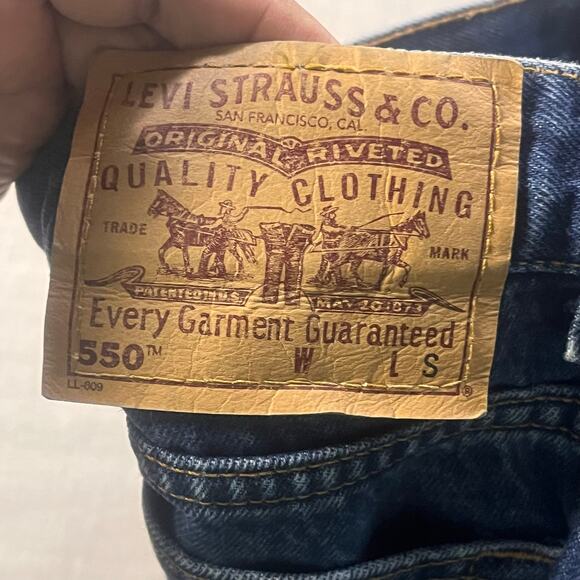 LEVI STRAUSS & CO.
SAN FRANCISCO, CAL
ORIGINAL RIVETED
QUALITY CLOTHING
TRADE MARK
PATENTED IN U.S. MAY 20 1873
Every Garment Guaranteed
550™ W L S
LL-609 ®